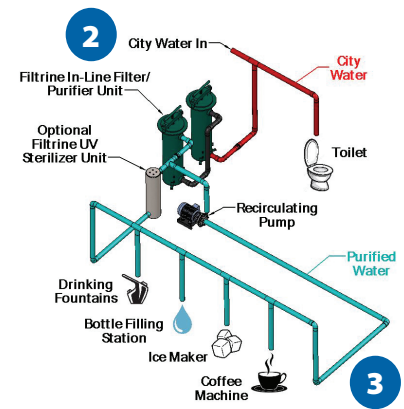 2
City Water In
City
Water
Filtrine In-Line Filter/
Purifier Unit
Optional
Filtrine UV
Sterilizer Unit
Toilet
Recirculating
Pump
Purified
Water
Drinking
Fountains
Bottle Filling
Station
Ice Maker
Coffee
Machine
3